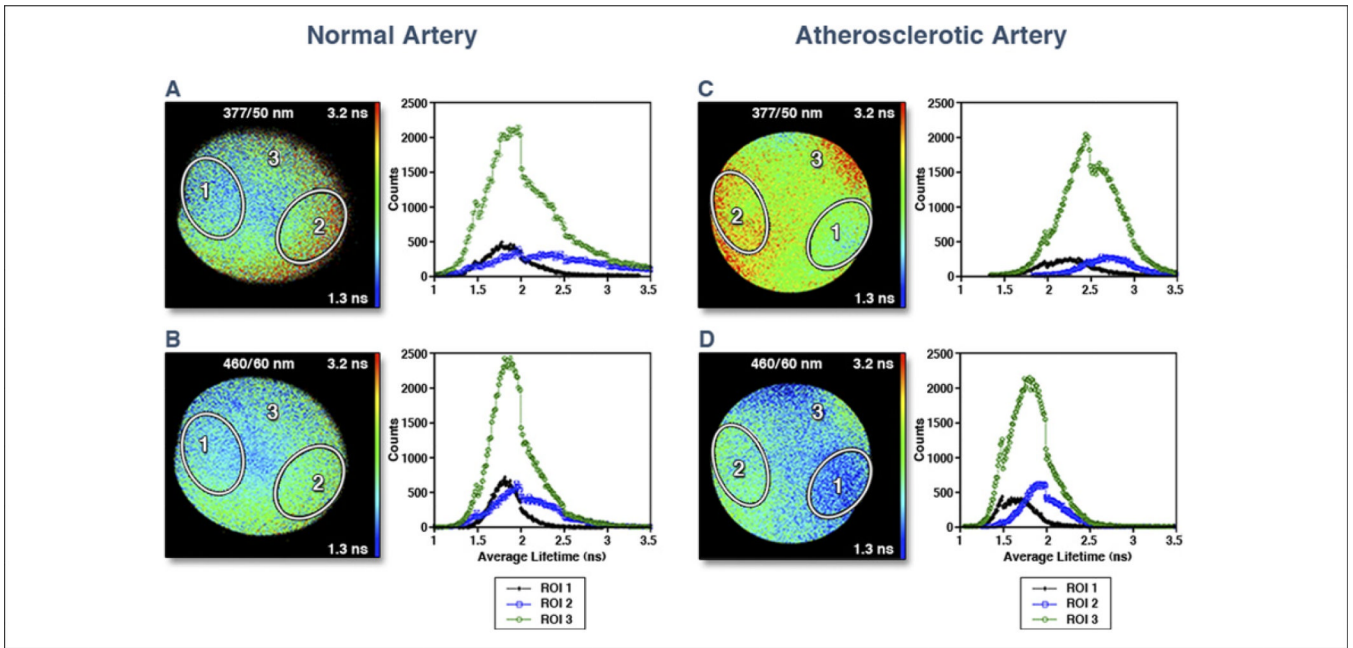 Normal Artery
Atherosclerotic Artery
A
377/50 nm 3.2 ns
3
1
2
1.3 ns
Counts
2500
2000
1500
1000
500
0
1 1.5 2 2.5 3 3.5
C
377/50 nm 3.2 ns
3
2
1
1.3 ns
Counts
2500
2000
1500
1000
500
0
1 1.5 2 2.5 3 3.5
B
460/60 nm 3.2 ns
3
1
2
1.3 ns
Counts
2500
2000
1500
1000
500
0
1 1.5 2 2.5 3 3.5
Average Lifetime (ns)
ROI 1
ROI 2
ROI 3
D
460/60 nm 3.2 ns
3
2
1
1.3 ns
Counts
2500
2000
1500
1000
500
0
1 1.5 2 2.5 3 3.5
Average Lifetime (ns)
ROI 1
ROI 2
ROI 3